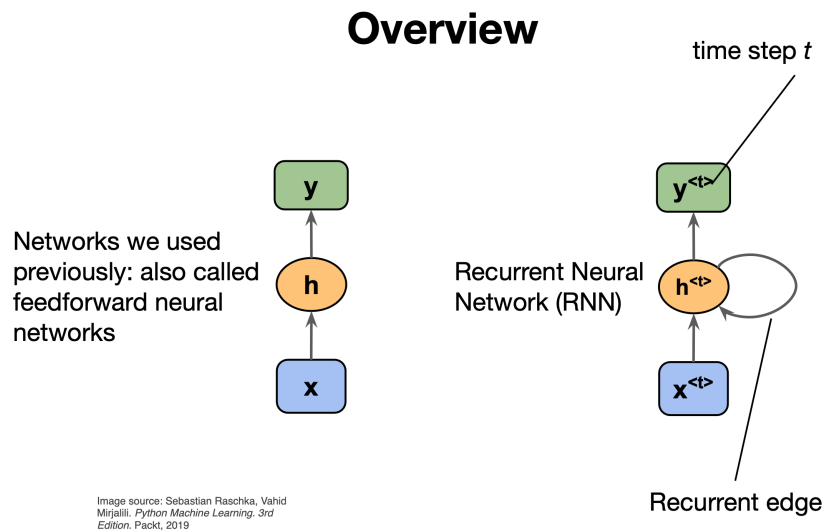 Overview
time step t
y
y<t>
Networks we used
previously: also called
feedforward neural
networks
h
Recurrent Neural
Network (RNN)
h<t>
x
x<t>
Recurrent edge
Image source: Sebastian Raschka, Vahid
Mirjalili. Python Machine Learning. 3rd
Edition. Packt, 2019